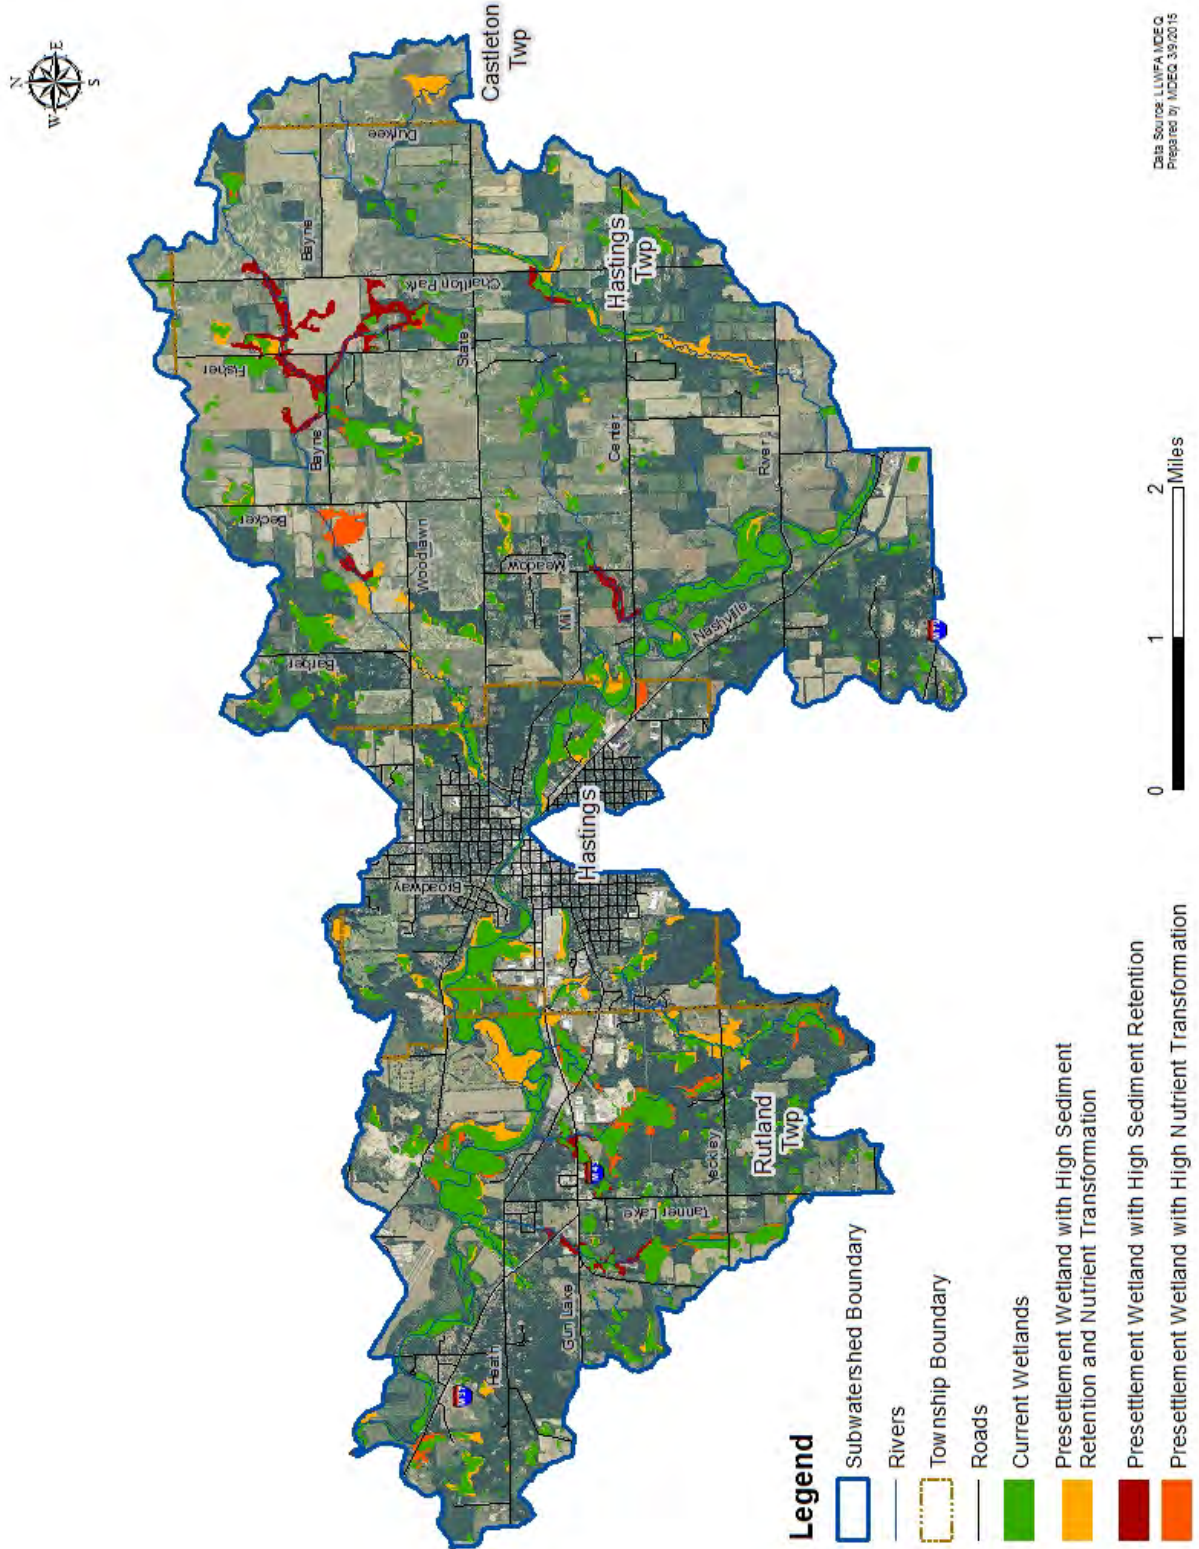 N
W
E
S
Castleton
Twp
Durkee
Bayne
Charlton Park
Hastings
Twp
Fisher
State
Bayne
Center
River
Becker
Woodlawn
Meadow
Mill
Nashville
Barber
Hastings
Broadway
Rutland
Twp
Tanner Lake
Gun Lake
Heath
Legend
Subwatershed Boundary
Rivers
Township Boundary
Roads
Current Wetlands
Presettlement Wetland with High Sediment
Retention and Nutrient Transformation
Presettlement Wetland with High Sediment Retention
Presettlement Wetland with High Nutrient Transformation
0
1
2
Miles
Data Source: LLWFA MDEQ
Prepared by MDEQ 3/9/2015